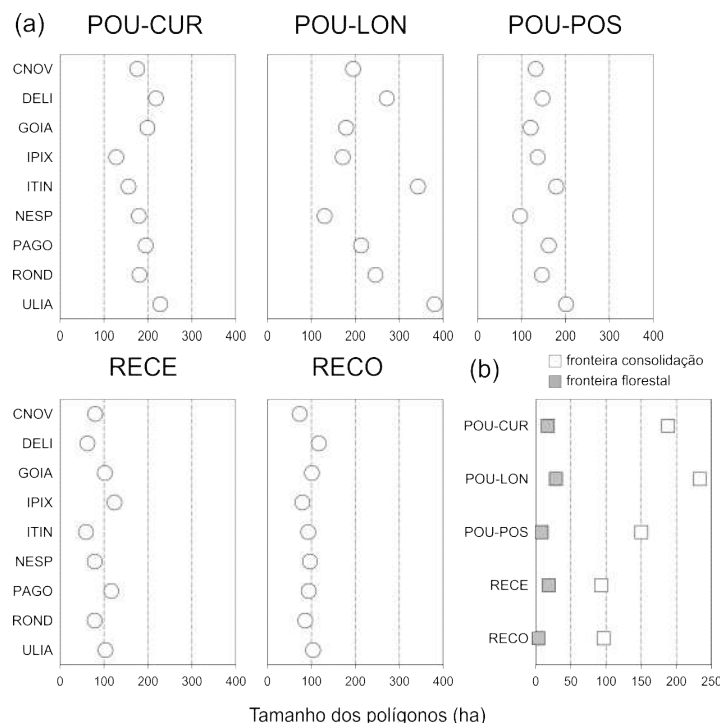 (a) POU-CUR POU-LON POU-POS
CNOV
DELI
GOIA
IPIX
ITIN
NESP
PAGO
ROND
ULIA
0 100 200 300 400 0 100 200 300 400 0 100 200 300 400
RECE RECO (b)
fronteira consolidação
fronteira florestal
CNOV
DELI
GOIA
IPIX
ITIN
NESP
PAGO
ROND
ULIA
0 100 200 300 400 0 100 200 300 400
POU-CUR
POU-LON
POU-POS
RECE
RECO
0 50 100 150 200 250
Tamanho dos polígonos (ha)